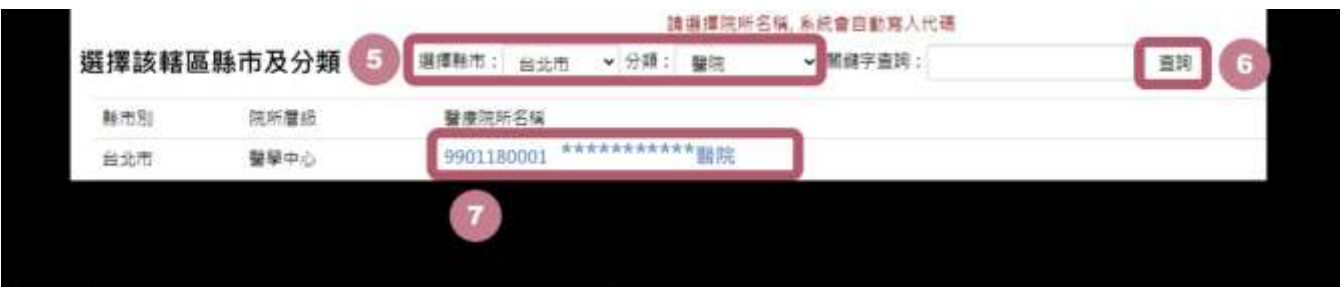 請選擇院所名稱, 系統會自動寫入代碼
選擇該轄區縣市及分類 5 選擇縣市： 台北市 分類： 醫院 關鍵字查詢： 查詢 6
縣市別 院所層級 醫療院所名稱
台北市 醫學中心 9901180001 ***********醫院
7